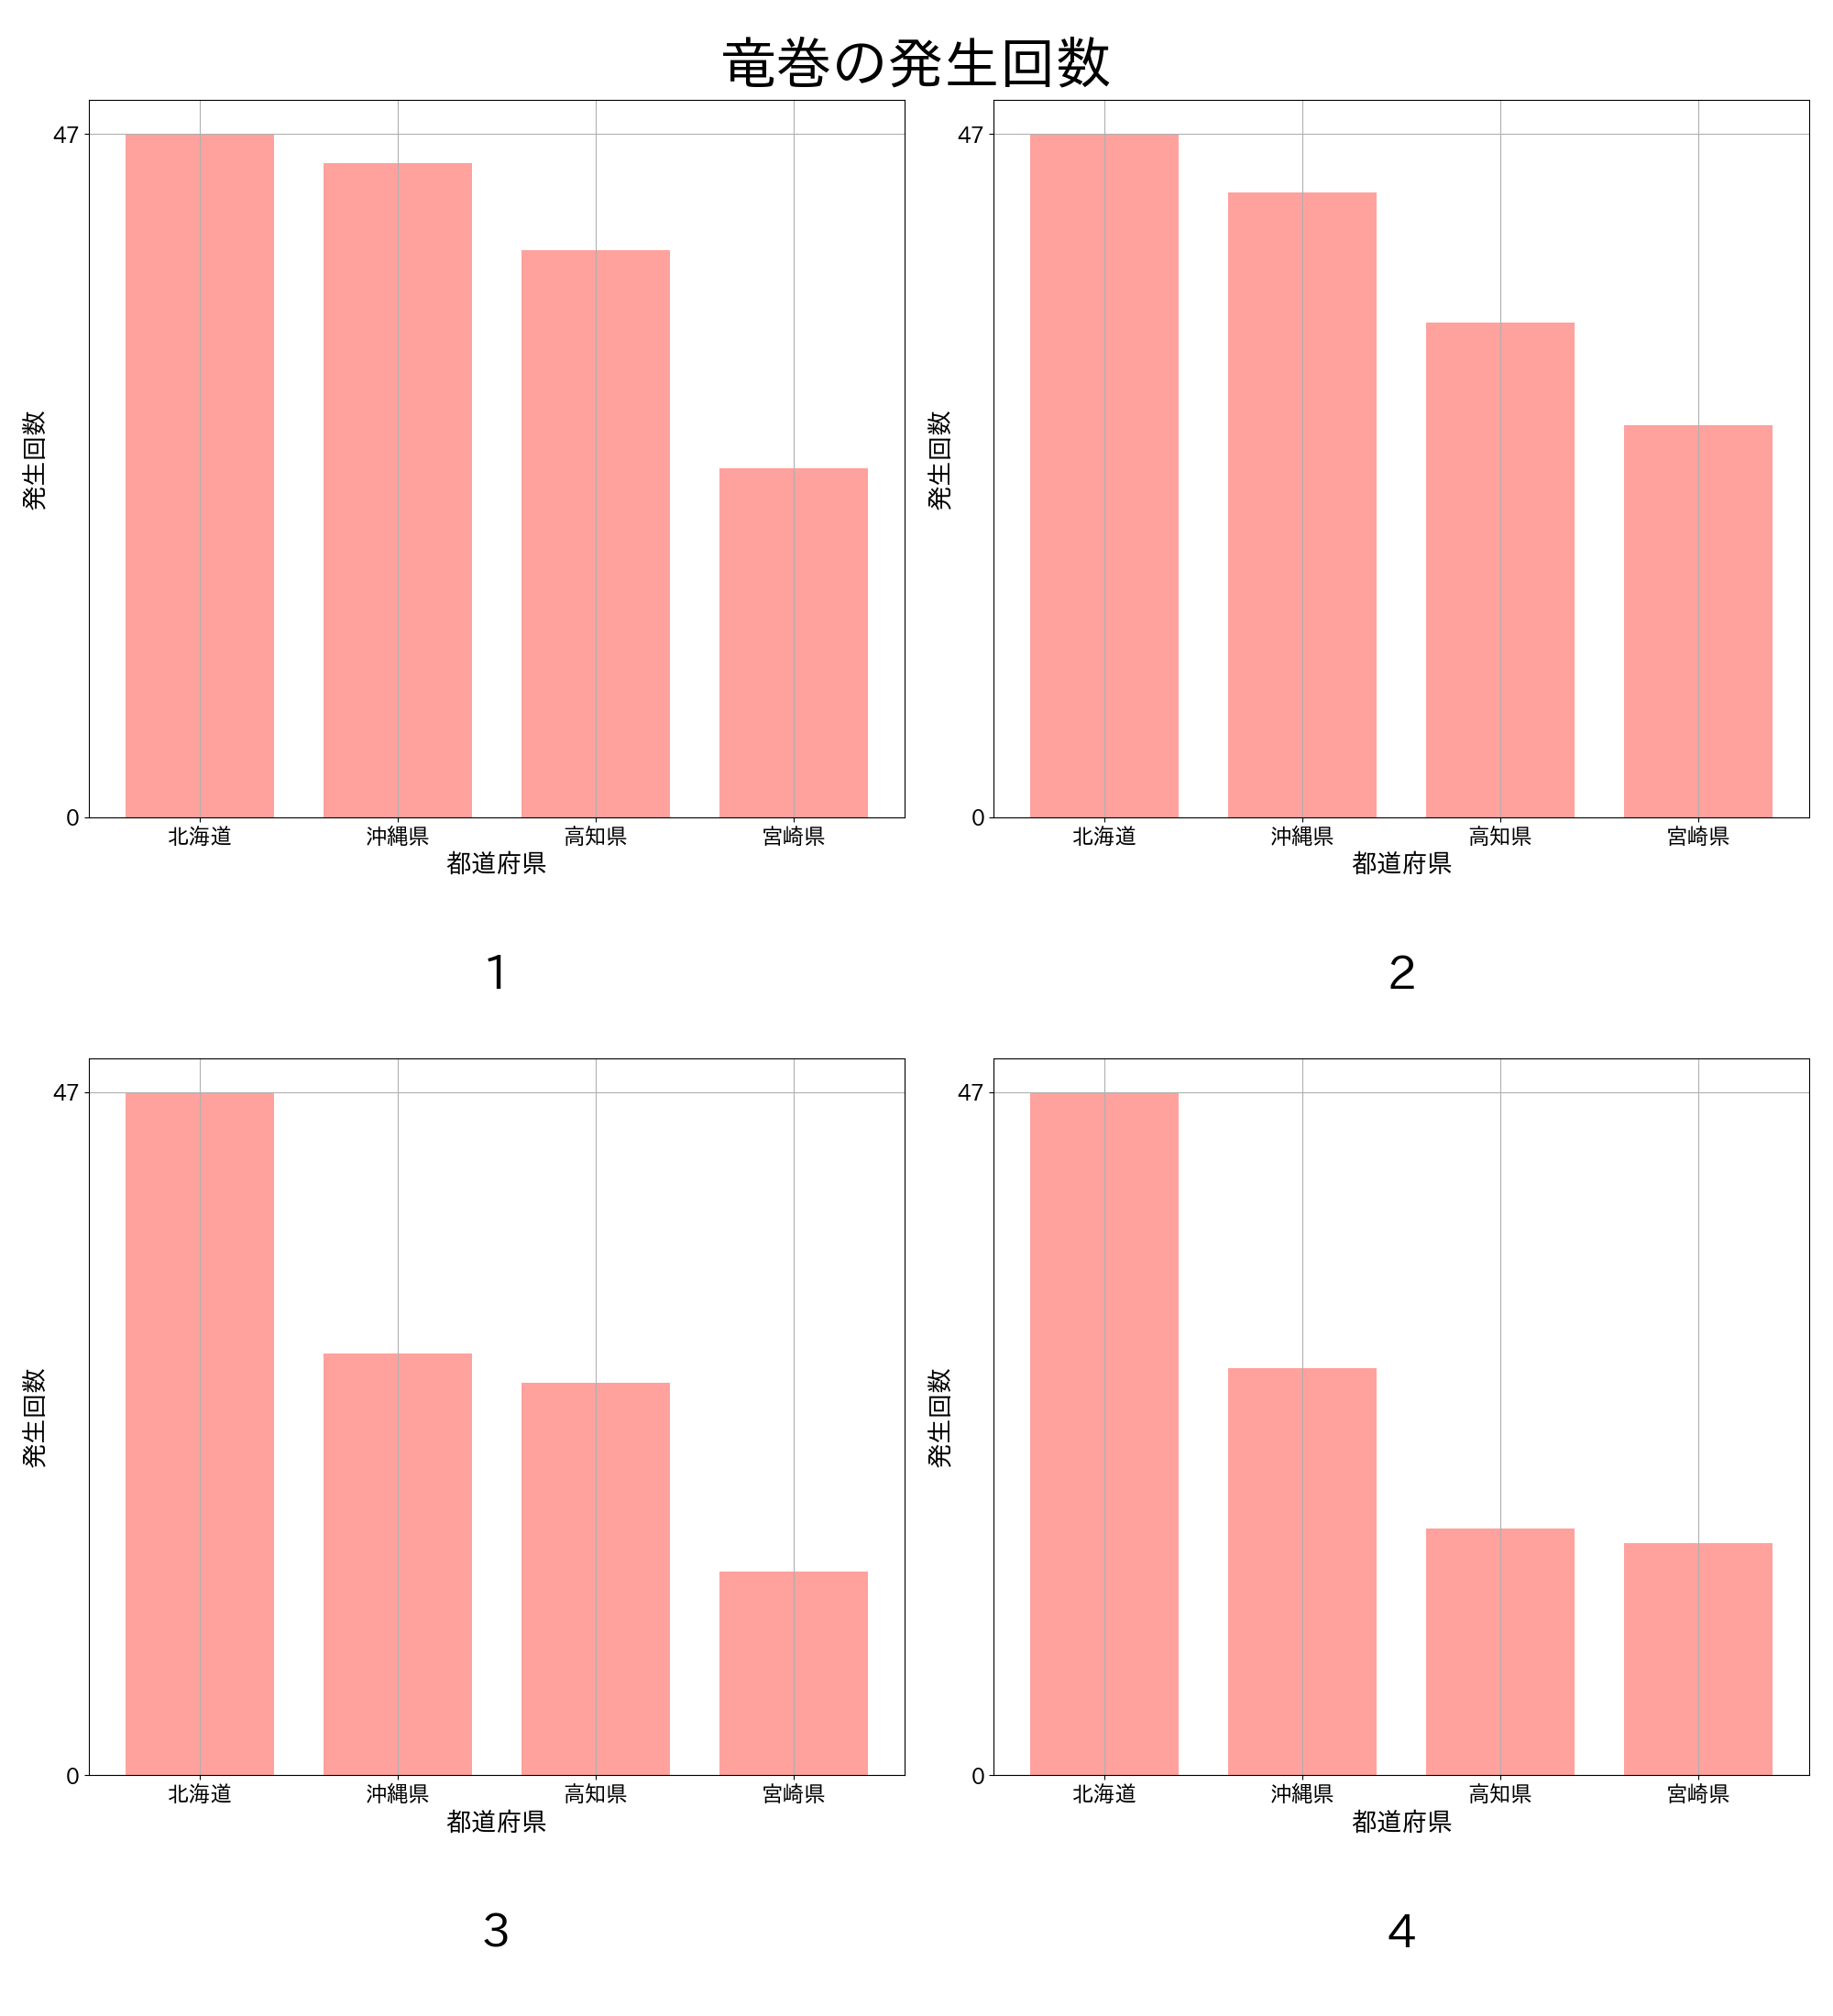 竜巻の発生回数
47
0
発生回数
北海道 沖縄県 高知県 宮崎県
都道府県
1
47
0
発生回数
北海道 沖縄県 高知県 宮崎県
都道府県
2
47
0
発生回数
北海道 沖縄県 高知県 宮崎県
都道府県
3
47
0
発生回数
北海道 沖縄県 高知県 宮崎県
都道府県
4